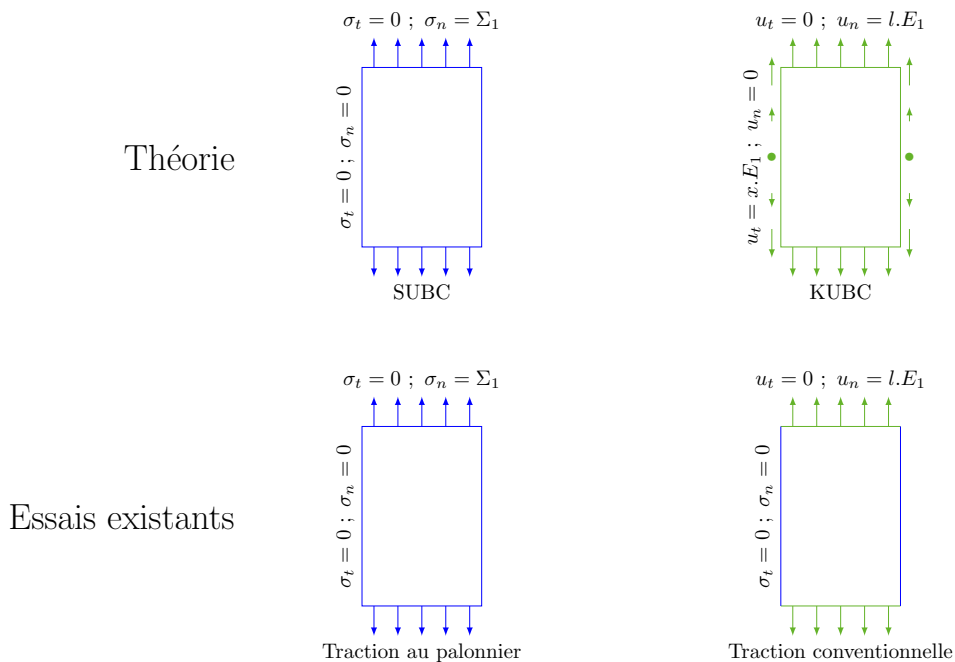 σ_t = 0 ; σ_n = Σ_1
u_t = 0 ; u_n = l.E_1
Théorie
σ_t = 0 ; σ_n = 0
u_t = x.E_1 ; u_n = 0
SUBC
KUBC
σ_t = 0 ; σ_n = Σ_1
u_t = 0 ; u_n = l.E_1
Essais existants
σ_t = 0 ; σ_n = 0
σ_t = 0 ; σ_n = 0
Traction au palonnier
Traction conventionnelle